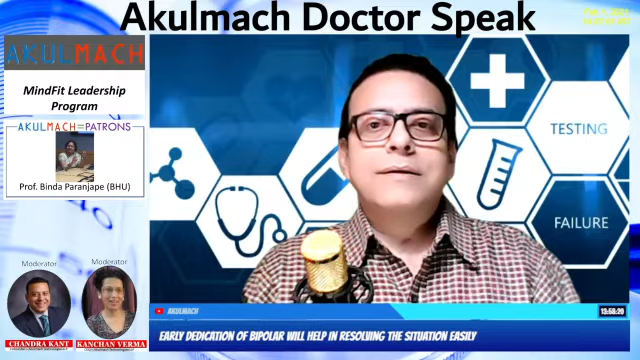 Akulmach Doctor Speak
AKULMACH
MindFit Leadership
Program
AKULMACH=PATRONS
Prof. Binda Paranjape (BHU)
Moderator
CHANDRA KANT
Moderator
KANCHAN VERMA
TESTING
FAILURE
AKULMACH
13:58:20
EARLY DEDICATION OF BIPOLAR WILL HELP IN RESOLVING THE SITUATION EASILY